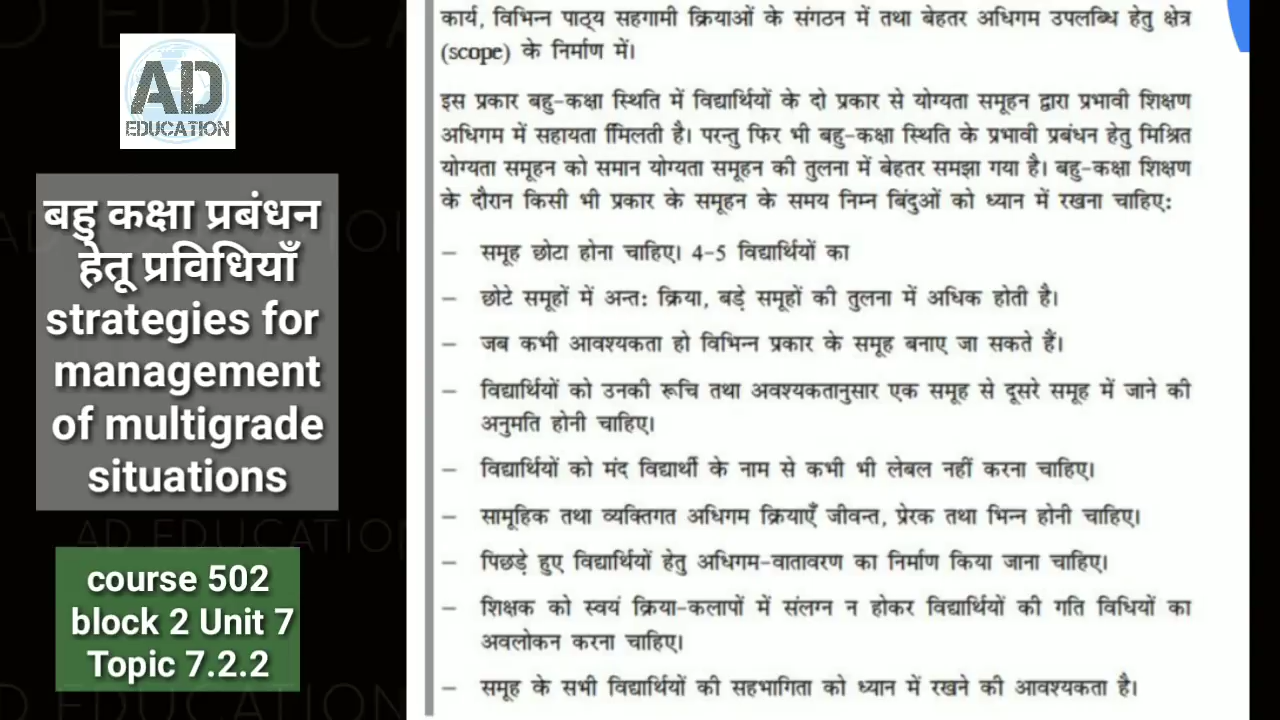 AD
EDUCATION
बहु कक्षा प्रबंधन
हेतू प्रविधियाँ
strategies for
management
of multigrade
situations
course 502
block 2 Unit 7
Topic 7.2.2
कार्य, विभिन्न पाठ्य सहगामी क्रियाओं के संगठन में तथा बेहतर अधिगम उपलब्धि हेतु क्षेत्र
(scope) के निर्माण में।
इस प्रकार बहु-कक्षा स्थिति में विद्यार्थियों के दो प्रकार से योग्यता समूहन द्वारा प्रभावी शिक्षण
अधिगम में सहायता मिलती है। परन्तु फिर भी बहु-कक्षा स्थिति के प्रभावी प्रबंधन हेतु मिश्रित
योग्यता समूहन को समान योग्यता समूहन की तुलना में बेहतर समझा गया है। बहु-कक्षा शिक्षण
के दौरान किसी भी प्रकार के समूहन के समय निम्न बिंदुओं को ध्यान में रखना चाहिए:
– समूह छोटा होना चाहिए। 4-5 विद्यार्थियों का
– छोटे समूहों में अन्त: क्रिया, बड़े समूहों की तुलना में अधिक होती है।
– जब कभी आवश्यकता हो विभिन्न प्रकार के समूह बनाए जा सकते हैं।
– विद्यार्थियों को उनकी रूचि तथा अवश्यकतानुसार एक समूह से दूसरे समूह में जाने की
अनुमति होनी चाहिए।
– विद्यार्थियों को मंद विद्यार्थी के नाम से कभी भी लेबल नहीं करना चाहिए।
– सामूहिक तथा व्यक्तिगत अधिगम क्रियाएँ जीवन्त, प्रेरक तथा भिन्न होनी चाहिए।
– पिछड़े हुए विद्यार्थियों हेतु अधिगम-वातावरण का निर्माण किया जाना चाहिए।
– शिक्षक को स्वयं क्रिया-कलापों में संलग्न न होकर विद्यार्थियों की गति विधियों का
अवलोकन करना चाहिए।
– समूह के सभी विद्यार्थियों की सहभागिता को ध्यान में रखने की आवश्यकता है।
AD EDUCATION